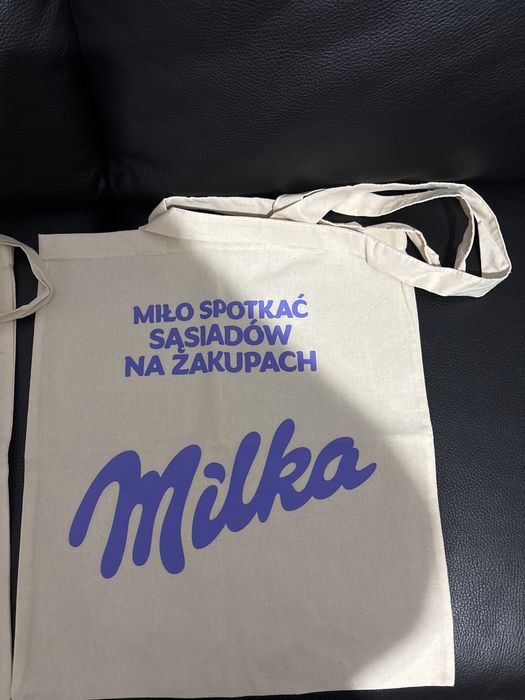 MIŁO SPOTKAĆ
SĄSIADÓW
NA ZAKUPACH
Milka